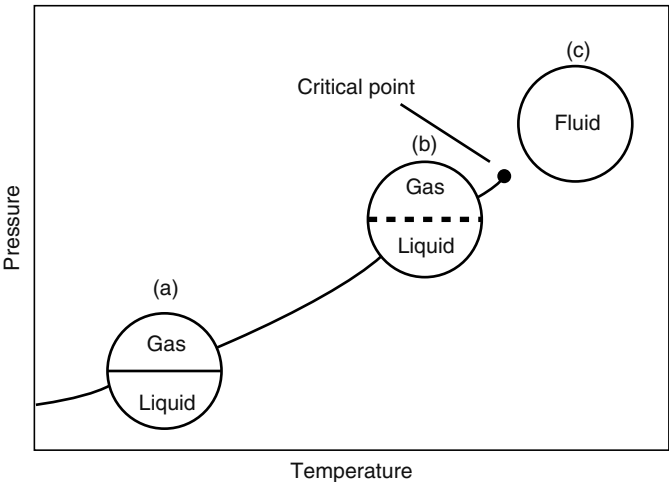 (c)
Critical point
Fluid
(b)
Gas
Liquid
Pressure
(a)
Gas
Liquid
Temperature